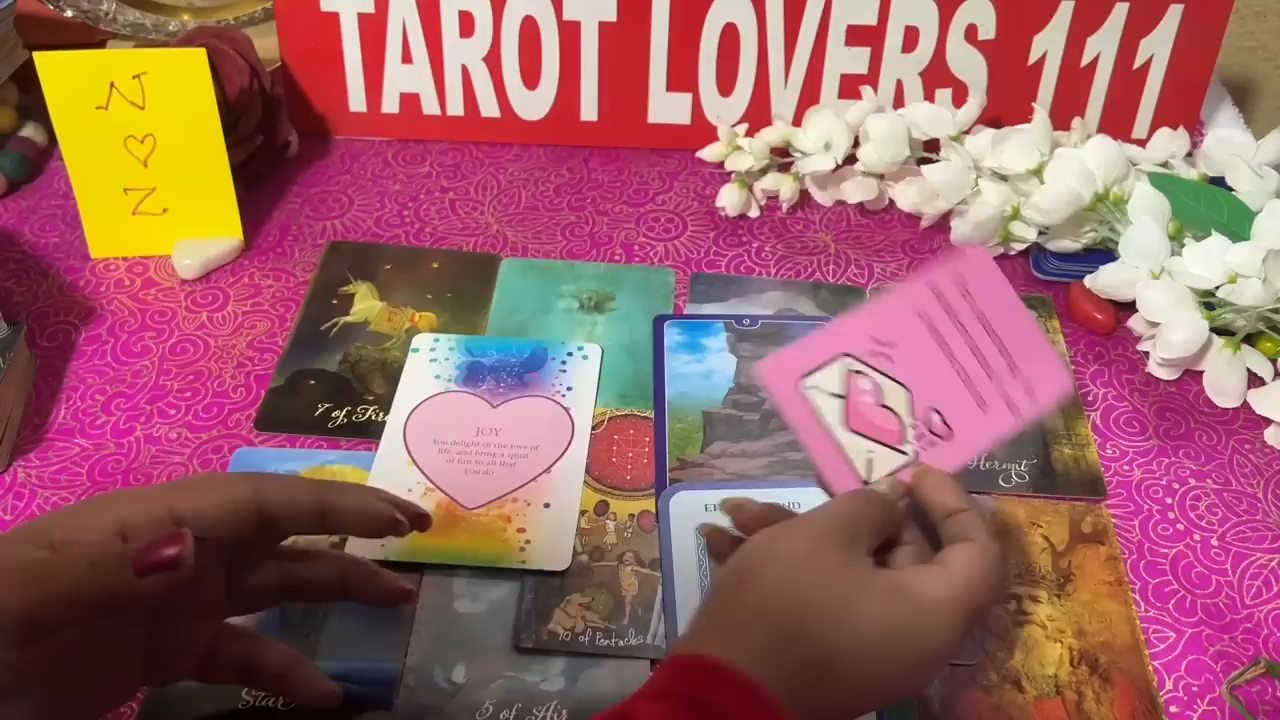 TAROT LOVERS 111
N
N
9
7 of Fire
JOY
You delight in the love of
life, and bring a spirit
of fun to all that
you do
Hermit
10 of Pentacles
Star
5 of Air